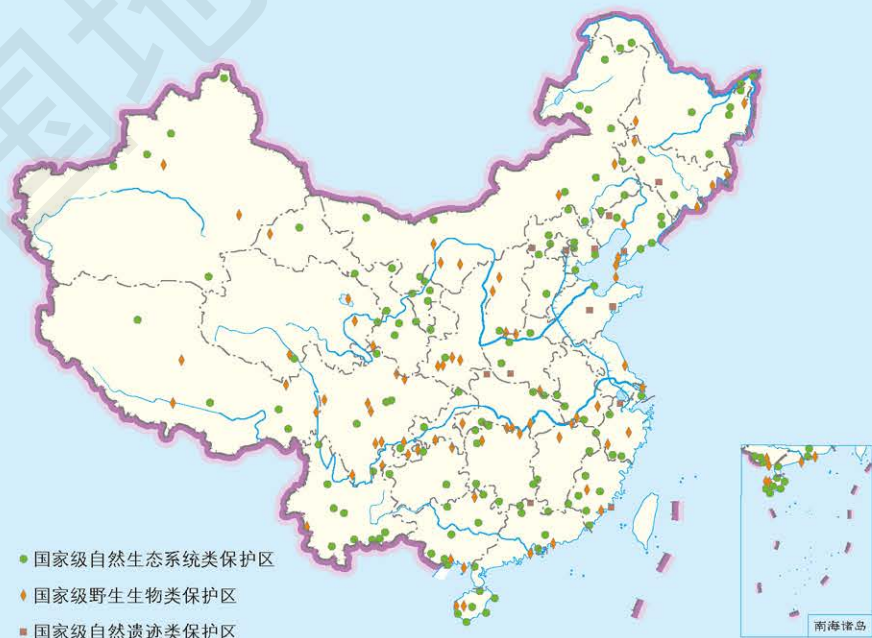 国地
国家级自然生态系统类保护区
国家级野生生物类保护区
国家级自然遗迹类保护区
南海诸岛